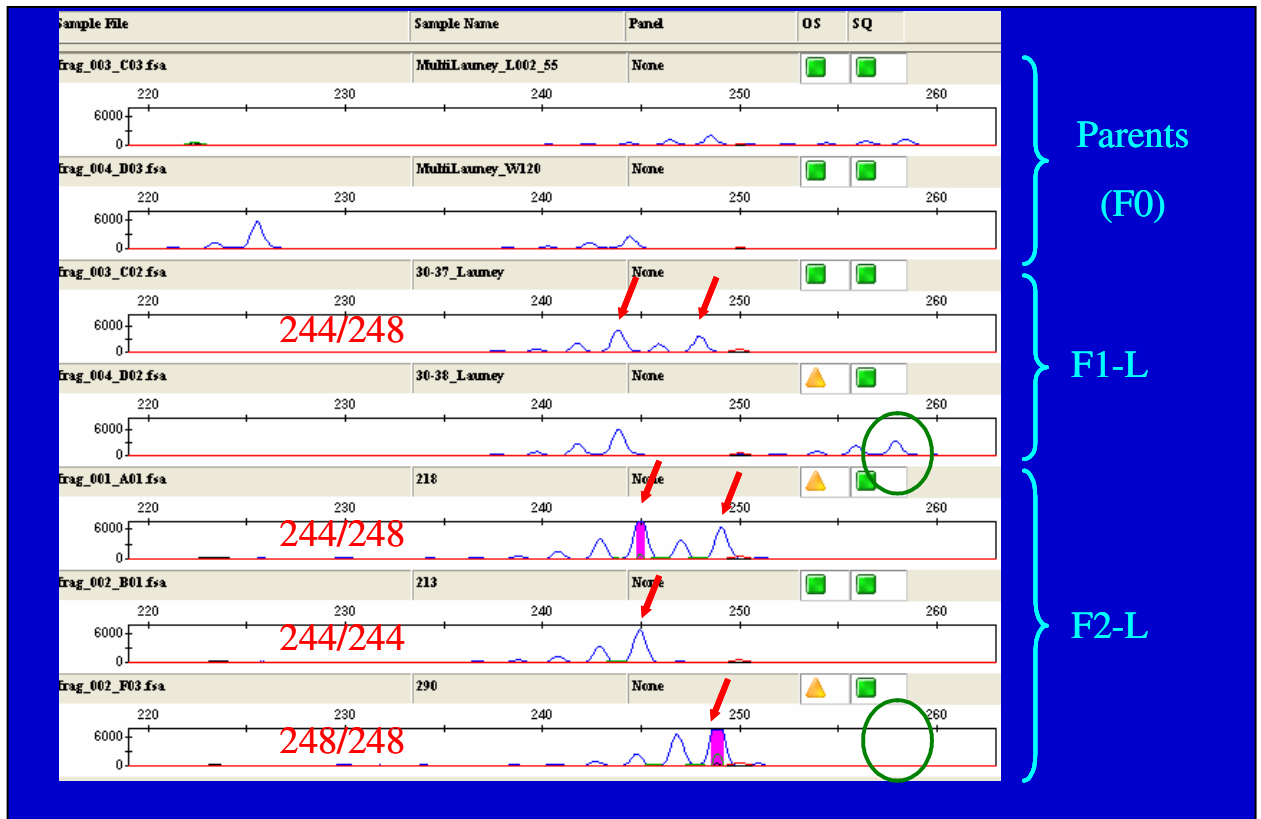 Sample File Sample Name Panel OS SQ
frag_003_C03.fsa MultiLauney_L002_55 None
220 230 240 250 260
6000
0
frag_004_D03.fsa MultiLauney_W120 None
220 230 240 250 260
6000
0
Parents
(F0)
frag_003_C02.fsa 30-37_Launey None
220 230 240 250 260
6000
0
244/248
frag_004_D02.fsa 30-38_Launey None
220 230 240 250 260
6000
0
F1-L
frag_001_A01.fsa 218 None
220 230 240 250 260
6000
0
244/248
frag_002_B01.fsa 213 None
220 230 240 250 260
6000
0
244/244
F2-L
frag_002_F03.fsa 290 None
220 230 240 250 260
6000
0
248/248